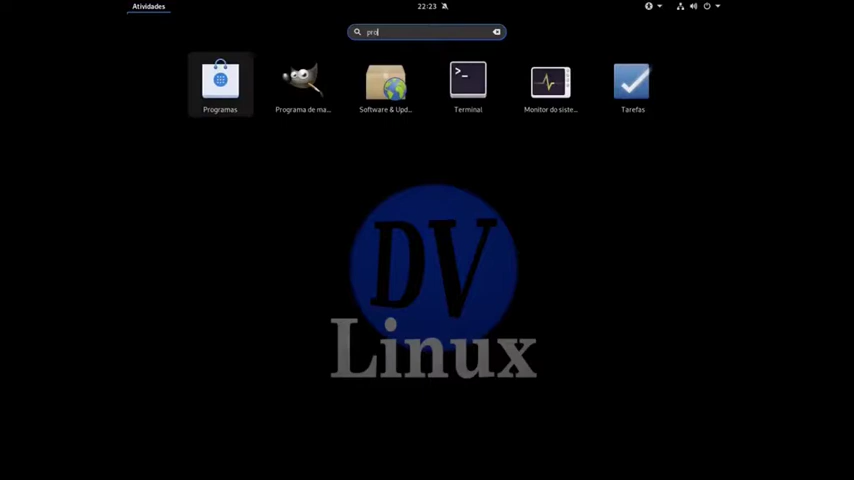 Atividades
22:23
pro
Programas
Programa de ma...
Software & Upd...
Terminal
Monitor do siste...
Tarefas
>_
DV
Linux